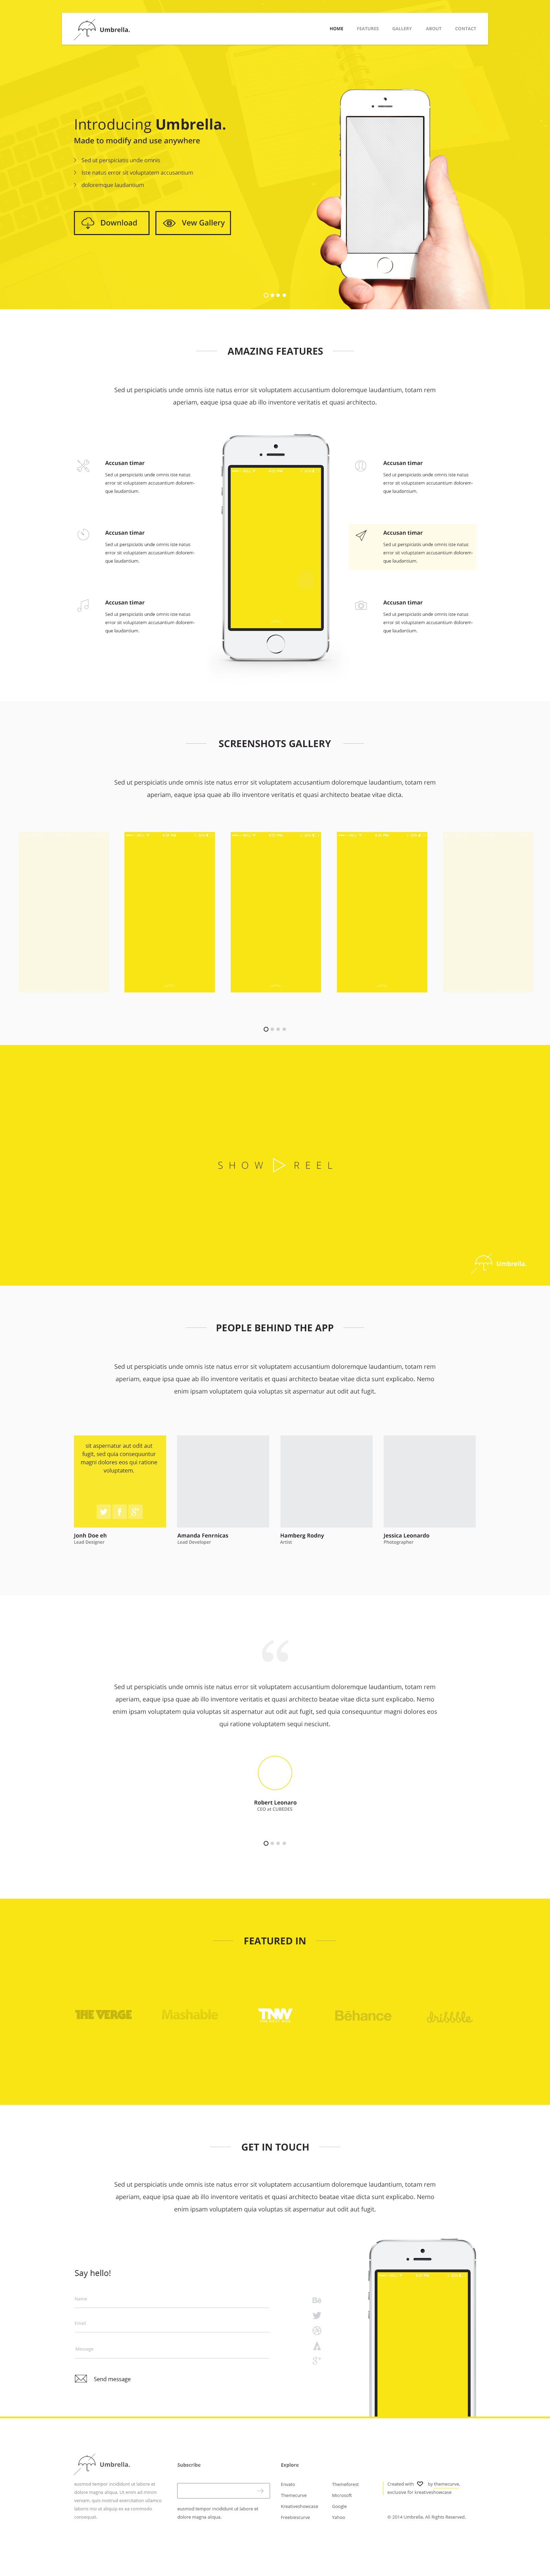 Umbrella.
HOME FEATURES GALLERY ABOUT CONTACT
Introducing Umbrella.
Made to modify and use anywhere
Sed ut perspiciatis unde omnis
Iste natus error sit voluptatem accusantium
doloremque laudantium
Download
Vew Gallery
AMAZING FEATURES
Sed ut perspiciatis unde omnis iste natus error sit voluptatem accusantium doloremque laudantium, totam rem
aperiam, eaque ipsa quae ab illo inventore veritatis et quasi architecto.
Accusan timar
Sed ut perspiciatis unde omnis iste natus
error sit voluptatem accusantium dolorem-
que laudantium.
Accusan timar
Sed ut perspiciatis unde omnis iste natus
error sit voluptatem accusantium dolorem-
que laudantium.
Accusan timar
Sed ut perspiciatis unde omnis iste natus
error sit voluptatem accusantium dolorem-
que laudantium.
Accusan timar
Sed ut perspiciatis unde omnis iste natus
error sit voluptatem accusantium dolorem-
que laudantium.
Accusan timar
Sed ut perspiciatis unde omnis iste natus
error sit voluptatem accusantium dolorem-
que laudantium.
Accusan timar
Sed ut perspiciatis unde omnis iste natus
error sit voluptatem accusantium dolorem-
que laudantium.
SCREENSHOTS GALLERY
Sed ut perspiciatis unde omnis iste natus error sit voluptatem accusantium doloremque laudantium, totam rem
aperiam, eaque ipsa quae ab illo inventore veritatis et quasi architecto beatae vitae dicta.
SHOW REEL
Umbrella.
PEOPLE BEHIND THE APP
Sed ut perspiciatis unde omnis iste natus error sit voluptatem accusantium doloremque laudantium, totam rem
aperiam, eaque ipsa quae ab illo inventore veritatis et quasi architecto beatae vitae dicta sunt explicabo. Nemo
enim ipsam voluptatem quia voluptas sit aspernatur aut odit aut fugit.
sit aspernatur aut odit aut
fugit, sed quia consequuntur
magni dolores eos qui ratione
voluptatem.
Jonh Doe eh
Lead Designer
Amanda Fenrnicas
Lead Developer
Hamberg Rodny
Artist
Jessica Leonardo
Photographer
Sed ut perspiciatis unde omnis iste natus error sit voluptatem accusantium doloremque laudantium, totam rem
aperiam, eaque ipsa quae ab illo inventore veritatis et quasi architecto beatae vitae dicta sunt explicabo. Nemo
enim ipsam voluptatem quia voluptas sit aspernatur aut odit aut fugit, sed quia consequuntur magni dolores eos
qui ratione voluptatem sequi nesciunt.
Robert Leonaro
CEO at CUBEDES
FEATURED IN
THE VERGE
Mashable
TNW
Bēhance
dribbble
GET IN TOUCH
Sed ut perspiciatis unde omnis iste natus error sit voluptatem accusantium doloremque laudantium, totam rem
aperiam, eaque ipsa quae ab illo inventore veritatis et quasi architecto beatae vitae dicta sunt explicabo. Nemo
enim ipsam voluptatem quia voluptas sit aspernatur aut odit aut fugit.
Say hello!
Name
Email
Message
Send message
Umbrella.
eusmod tempor incididunt ut labore et
dolore magna aliqua. Ut enim ad minim
veniam, quis nostrud exercitation ullamco
laboris nisi ut aliquip ex ea commodo
consequat.
Subscribe
eusmod tempor incididunt ut labore et
dolore magna aliqua.
Explore
Envato
Themecurve
Kreativeshowcase
Freebiescurve
Themeforest
Microsoft
Google
Yahoo
Created with by themecurve.
exclusive for kreativeshowcase
© 2014 Umbrella. All Rights Reserved.